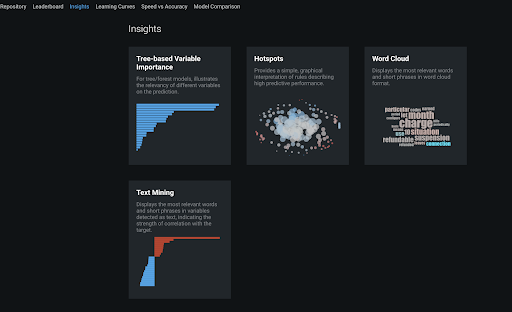 Repository Leaderboard Insights Learning Curves Speed vs Accuracy Model Comparison
Insights
Tree-based Variable
Importance
For tree/forest models, illustrates
the relevancy of different variables
on the prediction.
Hotspots
Provides a simple, graphical
interpretation of rules describing
high predictive performance.
Word Cloud
Displays the most relevant words
and short phrases in word cloud
format.
particular
month
charge
situation
suspension
refundable
connection
Text Mining
Displays the most relevant words
and short phrases in variables
detected as text, indicating the
strength of correlation with the
target.